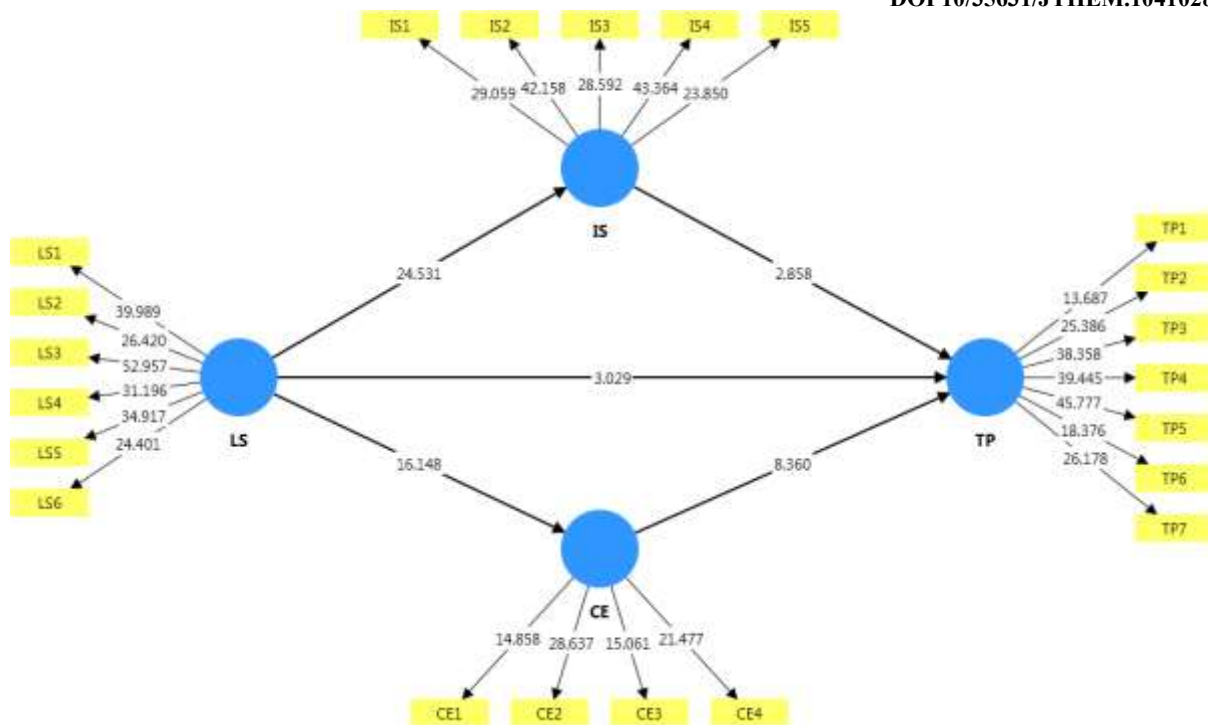 IS1 IS2 IS3 IS4 IS5
29.059 42.158 28.592 43.364 23.850
IS
LS1
LS2
LS3
LS4
LS5
LS6
39.989
26.420
52.957
31.196
34.917
24.401
LS
24.531
2.858
3.029
16.148
8.360
TP
13.687
25.386
38.358
39.445
45.777
18.376
26.178
TP1
TP2
TP3
TP4
TP5
TP6
TP7
CE
14.858 28.637 15.061 21.477
CE1 CE2 CE3 CE4